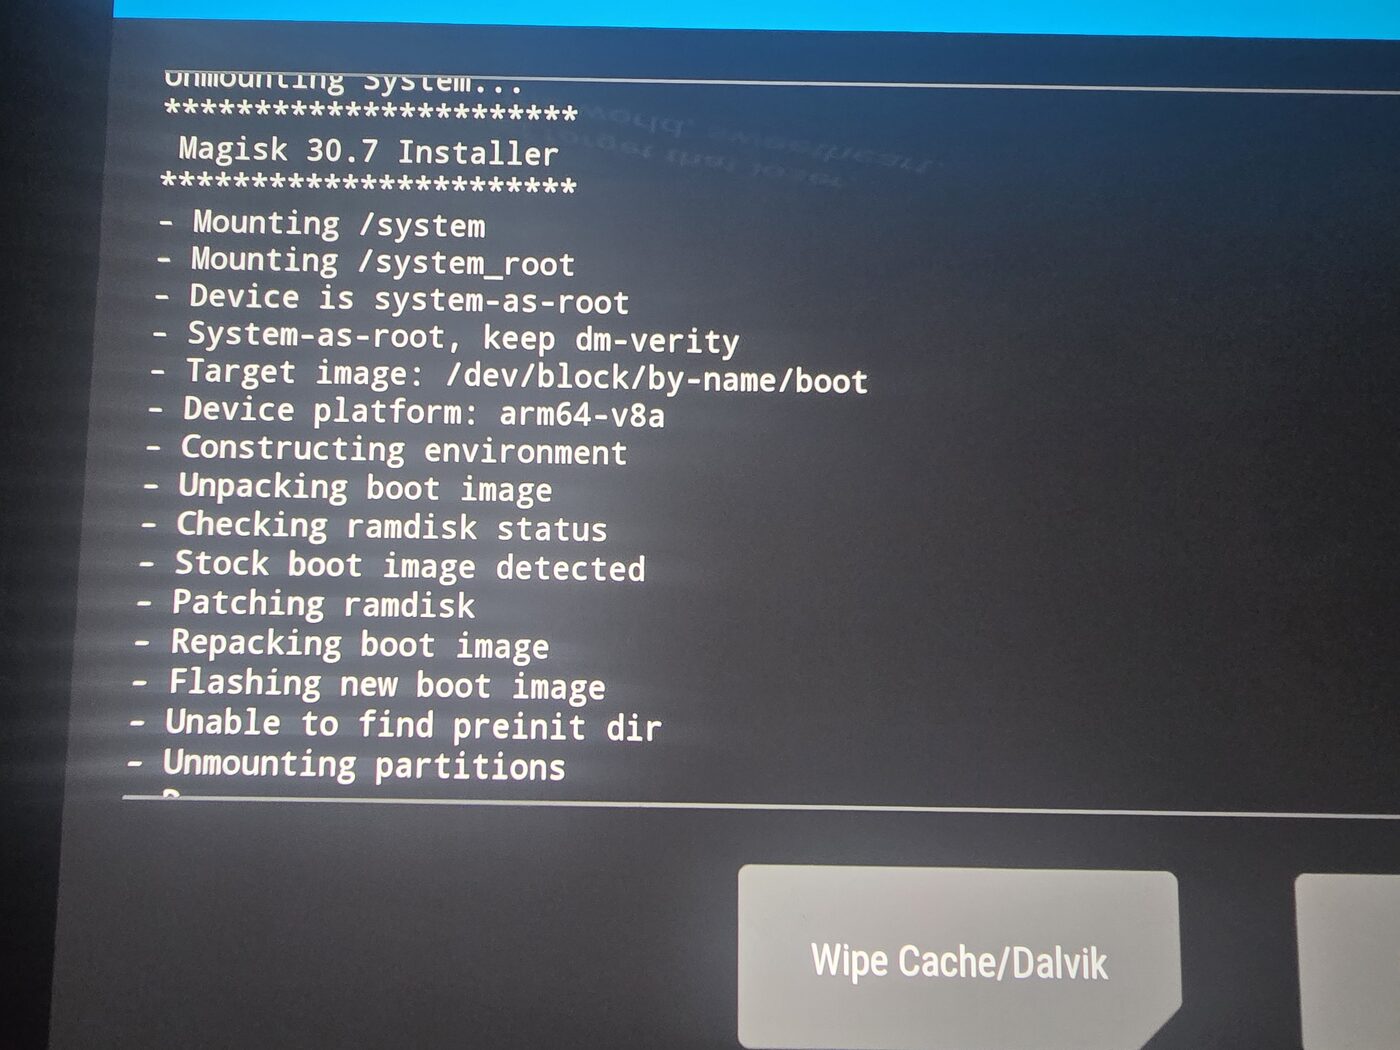 Unmounting System...
***********************
Magisk 30.7 Installer
***********************
- Mounting /system
- Mounting /system_root
- Device is system-as-root
- System-as-root, keep dm-verity
- Target image: /dev/block/by-name/boot
- Device platform: arm64-v8a
- Constructing environment
- Unpacking boot image
- Checking ramdisk status
- Stock boot image detected
- Patching ramdisk
- Repacking boot image
- Flashing new boot image
- Unable to find preinit dir
- Unmounting partitions
Wipe Cache/Dalvik